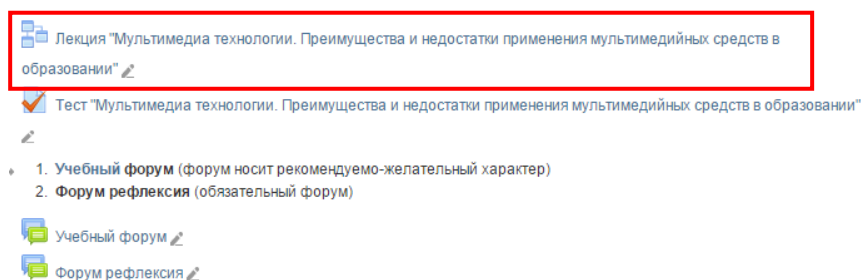 Лекция "Мультимедиа технологии. Преимущества и недостатки применения мультимедийных средств в
образовании"
Тест "Мультимедиа технологии. Преимущества и недостатки применения мультимедийных средств в образовании"
1. Учебный форум (форум носит рекомендуемо-желательный характер)
2. Форум рефлексия (обязательный форум)
Учебный форум
Форум рефлексия